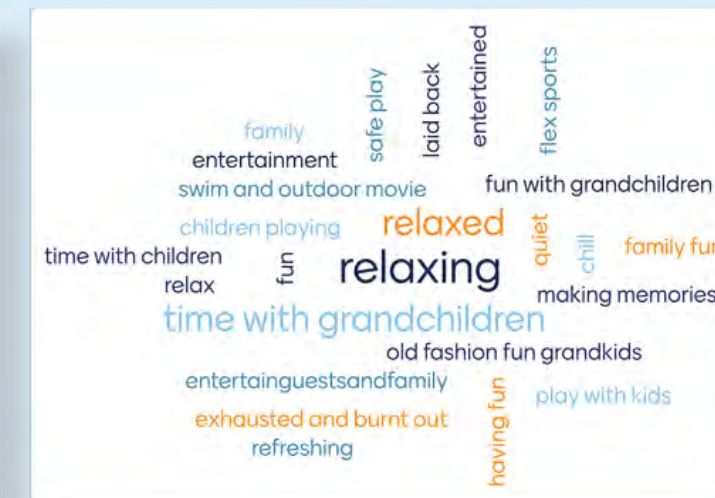 entertained
flex sports
laid back
safe play
family
entertainment
swim and outdoor movie
fun with grandchildren
children playing
relaxed
quiet
chill
family fun
time with children
fun
relaxing
relax
making memories
time with grandchildren
old fashion fun grandkids
entertainguestsandfamily
play with kids
having fun
exhausted and burnt out
refreshing